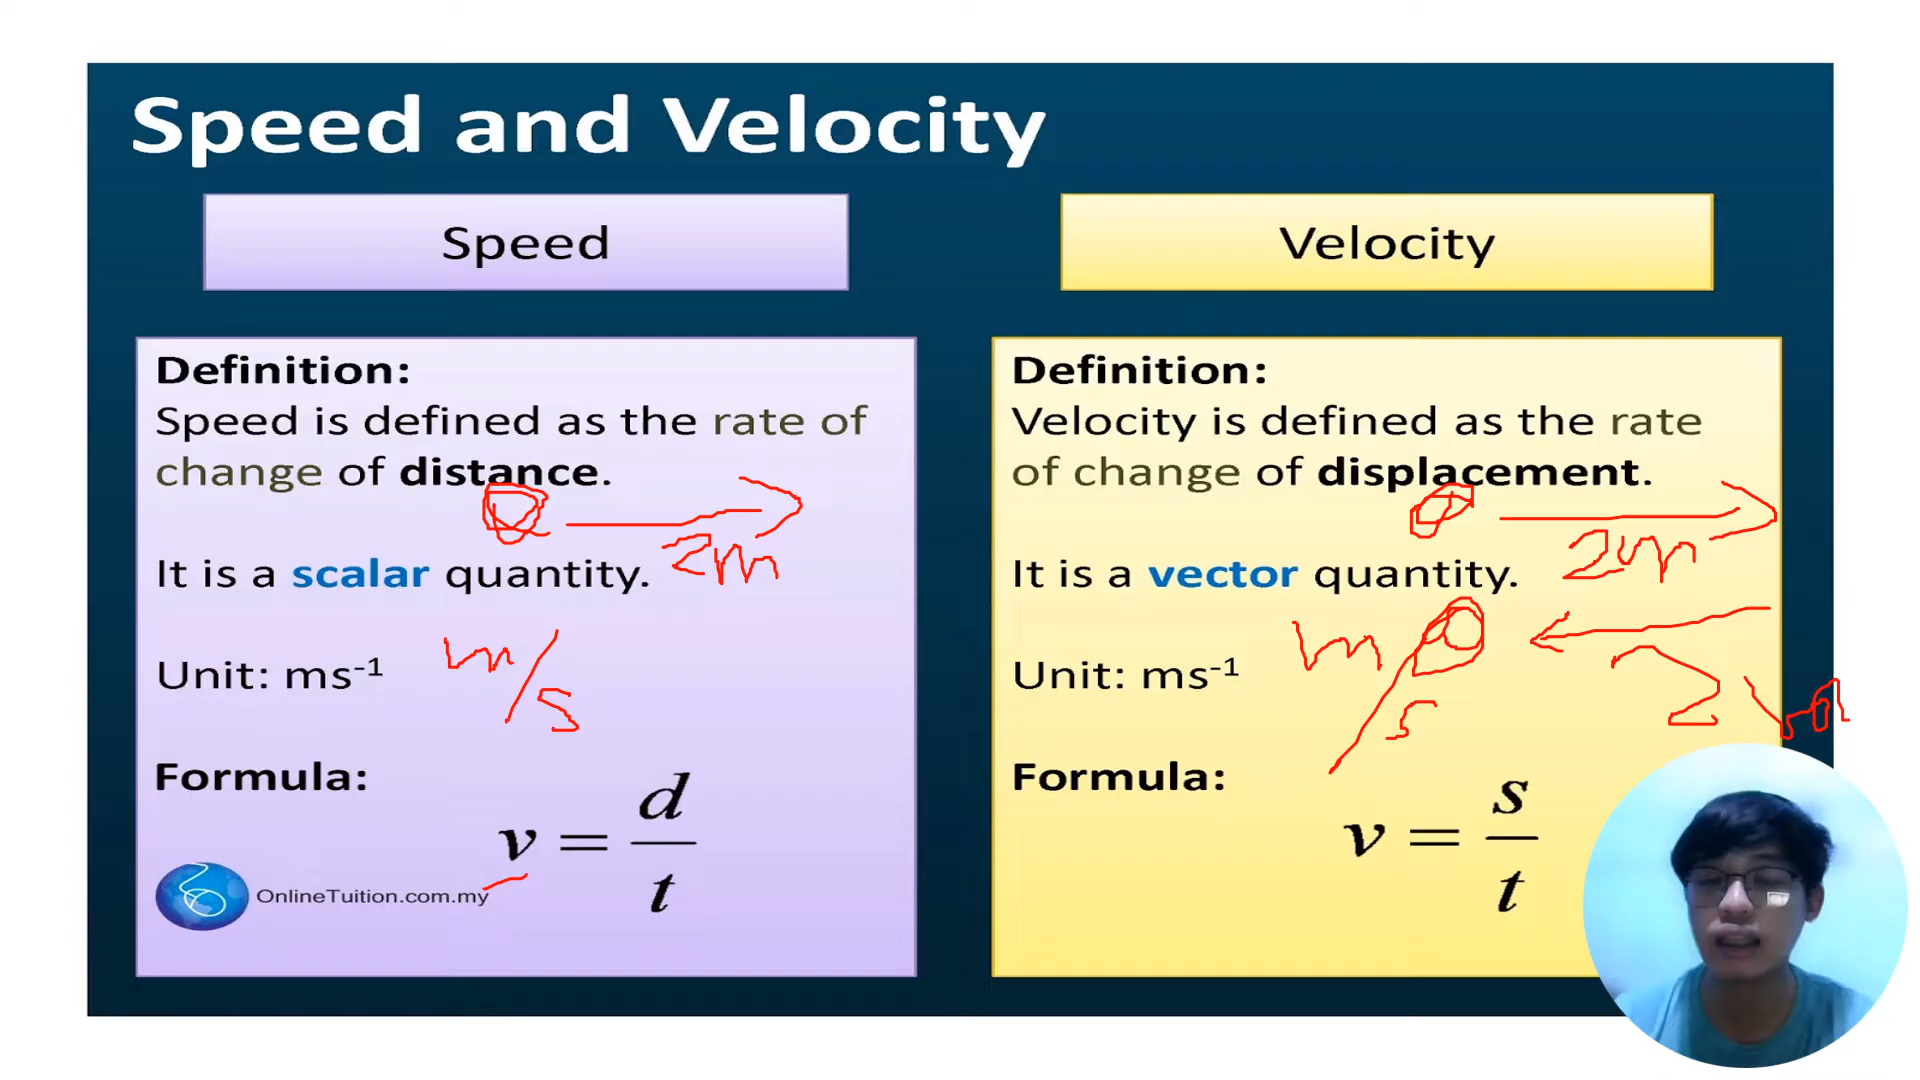 Speed and Velocity
Speed
Definition:
Speed is defined as the rate of
change of distance.
2m
It is a scalar quantity.
Unit: ms⁻¹
m/s
Formula:
v = d/t
OnlineTuition.com.my
Velocity
Definition:
Velocity is defined as the rate
of change of displacement.
2m
It is a vector quantity.
Unit: ms⁻¹
m/s
2
Formula:
v = s/t